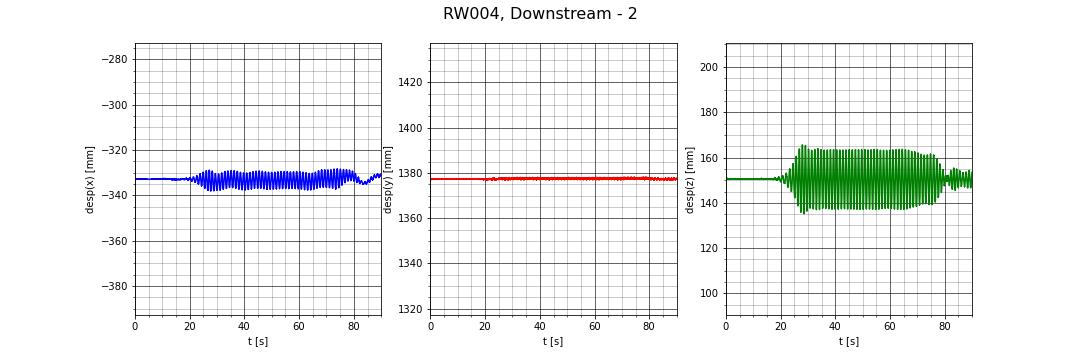 RW004, Downstream - 2
desp(x) [mm]
−280
−300
−320
−340
−360
−380
0 20 40 60 80
t [s]
desp(y) [mm]
1420
1400
1380
1360
1340
1320
0 20 40 60 80
t [s]
desp(z) [mm]
200
180
160
140
120
100
0 20 40 60 80
t [s]